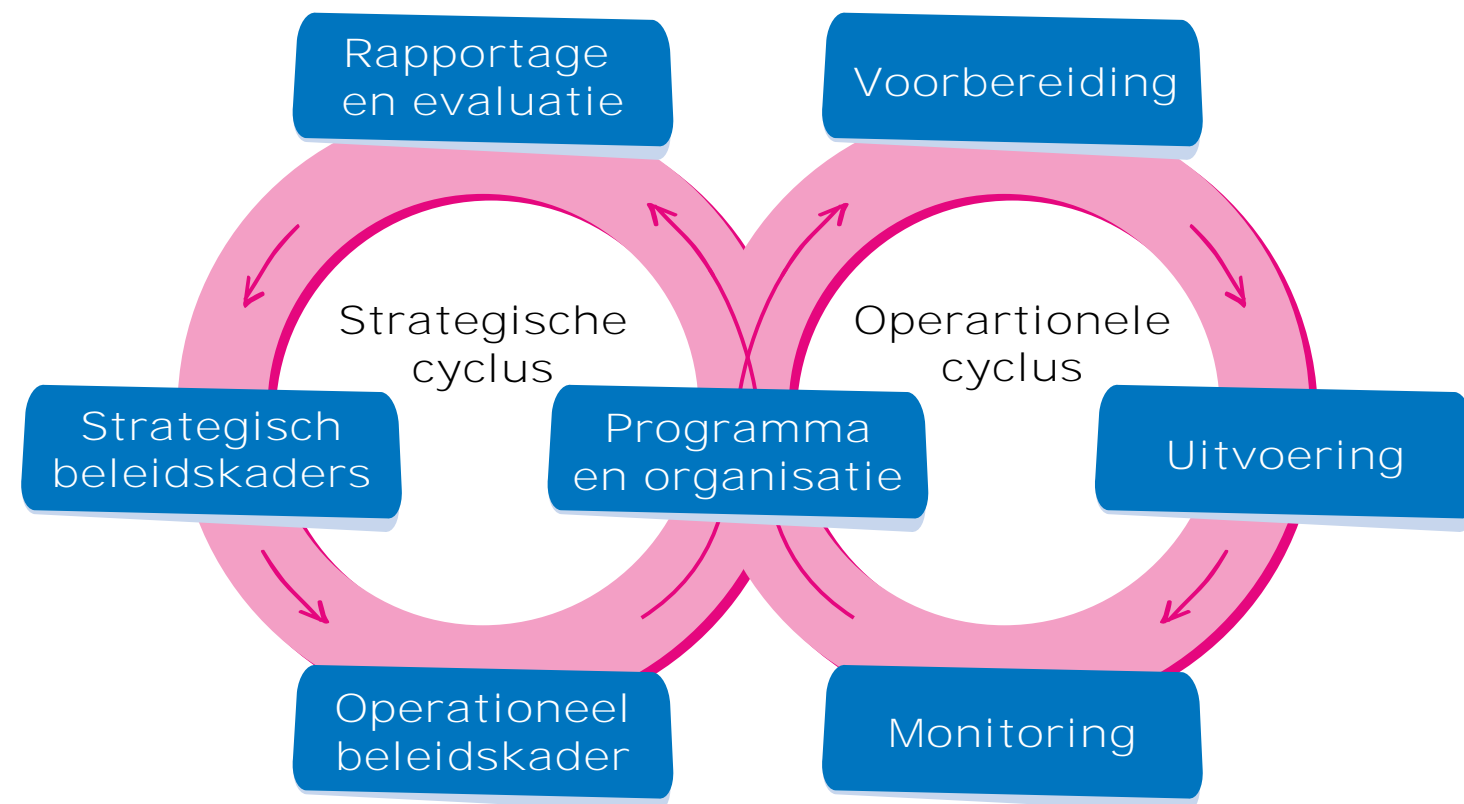 Rapportage
en evaluatie
Voorbereiding
Strategische
cyclus
Operartionele
cyclus
Strategisch
beleidskaders
Programma
en organisatie
Uitvoering
Operationeel
beleidskader
Monitoring